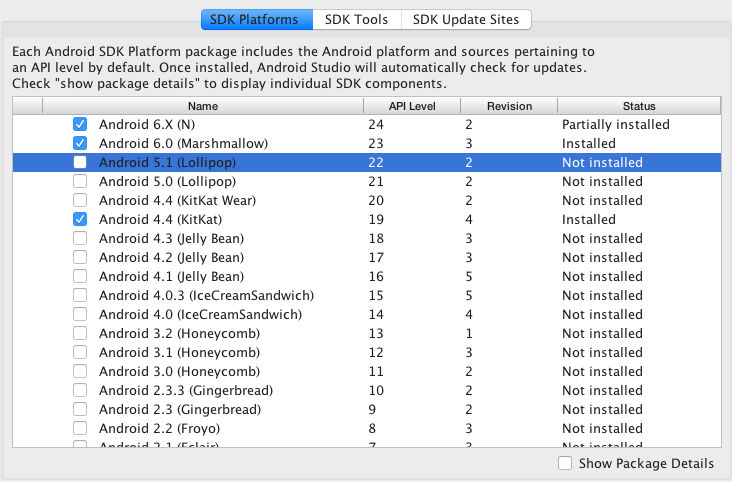 SDK Platforms SDK Tools SDK Update Sites
Each Android SDK Platform package includes the Android platform and sources pertaining to
an API level by default. Once installed, Android Studio will automatically check for updates.
Check "show package details" to display individual SDK components.
Name API Level Revision Status
Android 6.X (N) 24 2 Partially installed
Android 6.0 (Marshmallow) 23 3 Installed
Android 5.1 (Lollipop) 22 2 Not installed
Android 5.0 (Lollipop) 21 2 Not installed
Android 4.4 (KitKat Wear) 20 2 Not installed
Android 4.4 (KitKat) 19 4 Installed
Android 4.3 (Jelly Bean) 18 3 Not installed
Android 4.2 (Jelly Bean) 17 3 Not installed
Android 4.1 (Jelly Bean) 16 5 Not installed
Android 4.0.3 (IceCreamSandwich) 15 5 Not installed
Android 4.0 (IceCreamSandwich) 14 4 Not installed
Android 3.2 (Honeycomb) 13 1 Not installed
Android 3.1 (Honeycomb) 12 3 Not installed
Android 3.0 (Honeycomb) 11 2 Not installed
Android 2.3.3 (Gingerbread) 10 2 Not installed
Android 2.3 (Gingerbread) 9 2 Not installed
Android 2.2 (Froyo) 8 3 Not installed
Android 2.1 (Eclair) 7 3 Not installed
Show Package Details